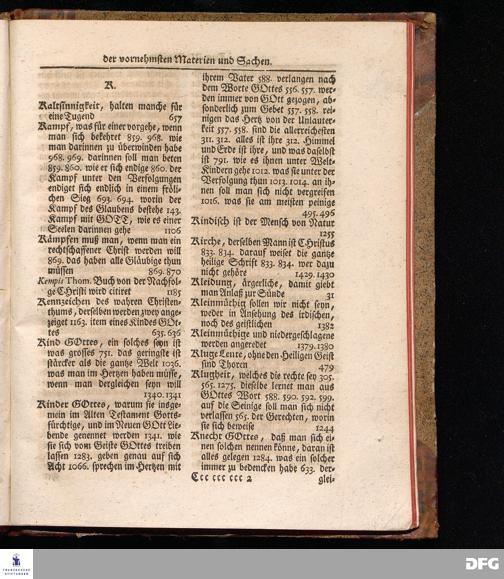 der vornehmsten Materien und Sachen.
K.
Kaltsinnigkeit, halten manche für
eine Tugend 657
Kampf, was für einer vorgehe, wenn
man sich bekehret 859. 968. wie
man darinnen zu überwinden habe
968. 969. darinnen soll man beten
859. 860. wie er sich endige 860. der
Kampf unter den Verfolgungen
endiget sich endlich in einem fröli-
chen Sieg 693. 694. worin der
Kampf des Glaubens bestehe 143.
Kampf mit GOTT, wie es einer
Seelen darinnen gehe 1106
Kämpfen muß man, wenn man ein
rechtschaffener Christ werden will
869. das haben alle Gläubige thun
müssen 869. 870
Kempis Thom. Buch von der Nachfol-
ge CHristi wird citiret 1185
Kennzeichen des wahren Christen-
thums, derselben werden zwey ange-
zeiget 1163. item eines Kindes GOt-
tes 635. 636
Kind GOttes, ein solches seyn ist
was grosses 751. das geringste ist
stärcker als die gantze Welt 1036.
was man im Hertzen haben müsse,
wenn man dergleichen seyn will
1340. 1341
Kinder GOttes, warum sie insge-
mein im Alten Testament Gotts-
fürchtige, und im Neuen GOtt Lie-
bende genennet werden 1341. wie
sie sich vom Geiste GOttes treiben
lassen 1283. geben genau auf sich
Acht 1066. sprechen im Hertzen mit
ihrem Vater 588. verlangen nach
dem Worte GOttes 556. 557. wer-
den immer von GOtt gezogen, ab-
sonderlich zum Gebet 557. 558. rei-
nigen das Hertz von der Unlauter-
keit 557. 558. sind die allerreichesten
311. 312. alles ist ihre 312. Himmel
und Erde ist ihre, und was daselbst
ist 791. wie es ihnen unter Welt-
Kindern gehe 1012. was sie unter der
Verfolgung thun 1013. 1014. an ih-
nen soll man sich nicht vergreifen
1016. was sie am meisten peinige
495. 496
Kindisch ist der Mensch von Natur
1255
Kirche, derselben Mann ist CHristus
833. 834. darauf weiset die gantze
heilige Schrift 833. 834. wer dazu
nicht gehöre 1429. 1430
Kleidung, ärgerliche, damit giebt
man Anlaß zur Sünde 31
Kleinmüthig sollen wir nicht seyn,
weder in Ansehung des irdischen,
noch des geistlichen 1382
Kleinmüthige und niedergeschlagene
werden angeredet 1379. 1380
Kluge Leute, ohne den Heiligen Geist
sind Thoren 479
Klugheit, welches die rechte sey 305.
565. 1275. dieselbe lernet man aus
GOttes Wort 588. 590. 592. 599.
auf die Seinige soll man sich nicht
verlassen 565. der Gerechten, worin
sie sich beweise 1244
Knecht GOttes, daß man sich ei-
nen solchen nennen könne, daran ist
alles gelegen 1284. was ein solcher
immer zu bedencken habe 633. der-
Ccc ccc ccc 2 glei-
DFG